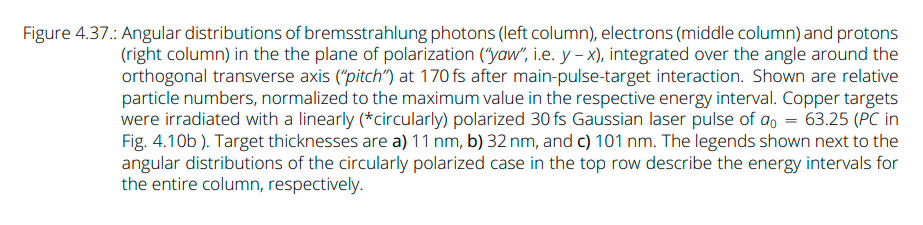 Figure 4.37.: Angular distributions of bremsstrahlung photons (left column), electrons (middle column) and protons
(right column) in the the plane of polarization (“yaw”, i.e. y – x), integrated over the angle around the
orthogonal transverse axis (“pitch”) at 170 fs after main-pulse-target interaction. Shown are relative
particle numbers, normalized to the maximum value in the respective energy interval. Copper targets
were irradiated with a linearly (*circularly) polarized 30 fs Gaussian laser pulse of a₀ = 63.25 (PC in
Fig. 4.10b ). Target thicknesses are a) 11 nm, b) 32 nm, and c) 101 nm. The legends shown next to the
angular distributions of the circularly polarized case in the top row describe the energy intervals for
the entire column, respectively.